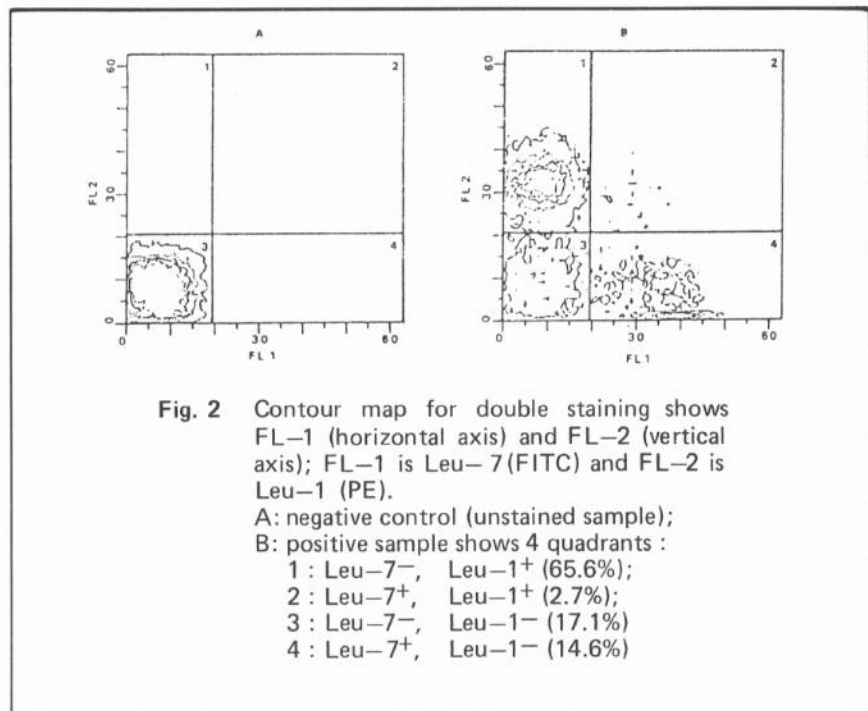 A
B
60
1
2
FL 2
30
3
4
0
0
30
60
FL 1
60
1
2
FL 2
30
3
4
0
0
30
60
FL 1
Fig. 2 Contour map for double staining shows
FL–1 (horizontal axis) and FL–2 (vertical
axis); FL–1 is Leu– 7 (FITC) and FL–2 is
Leu–1 (PE).
A: negative control (unstained sample);
B: positive sample shows 4 quadrants :
1 : Leu–7⁻, Leu–1⁺ (65.6%);
2 : Leu–7⁺, Leu–1⁺ (2.7%);
3 : Leu–7⁻, Leu–1⁻ (17.1%)
4 : Leu–7⁺, Leu–1⁻ (14.6%)